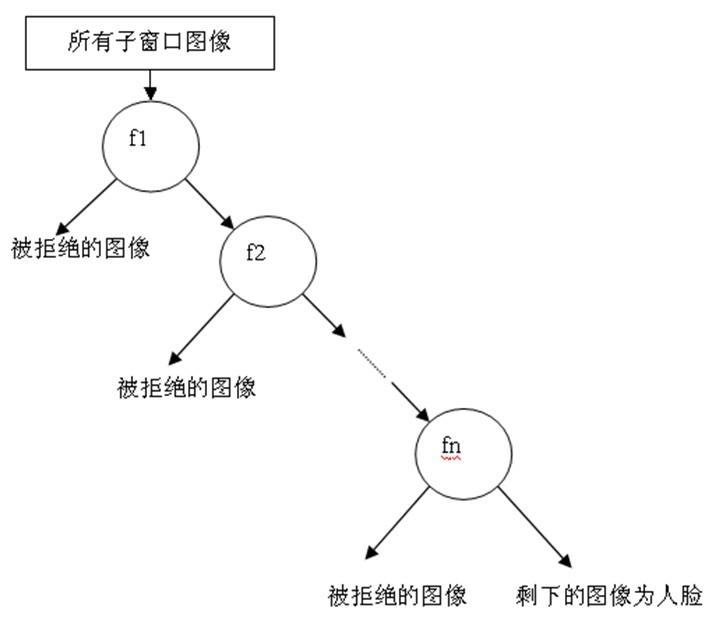 所有子窗口图像
f1
被拒绝的图像
f2
被拒绝的图像
........
fn
被拒绝的图像 剩下的图像为人脸